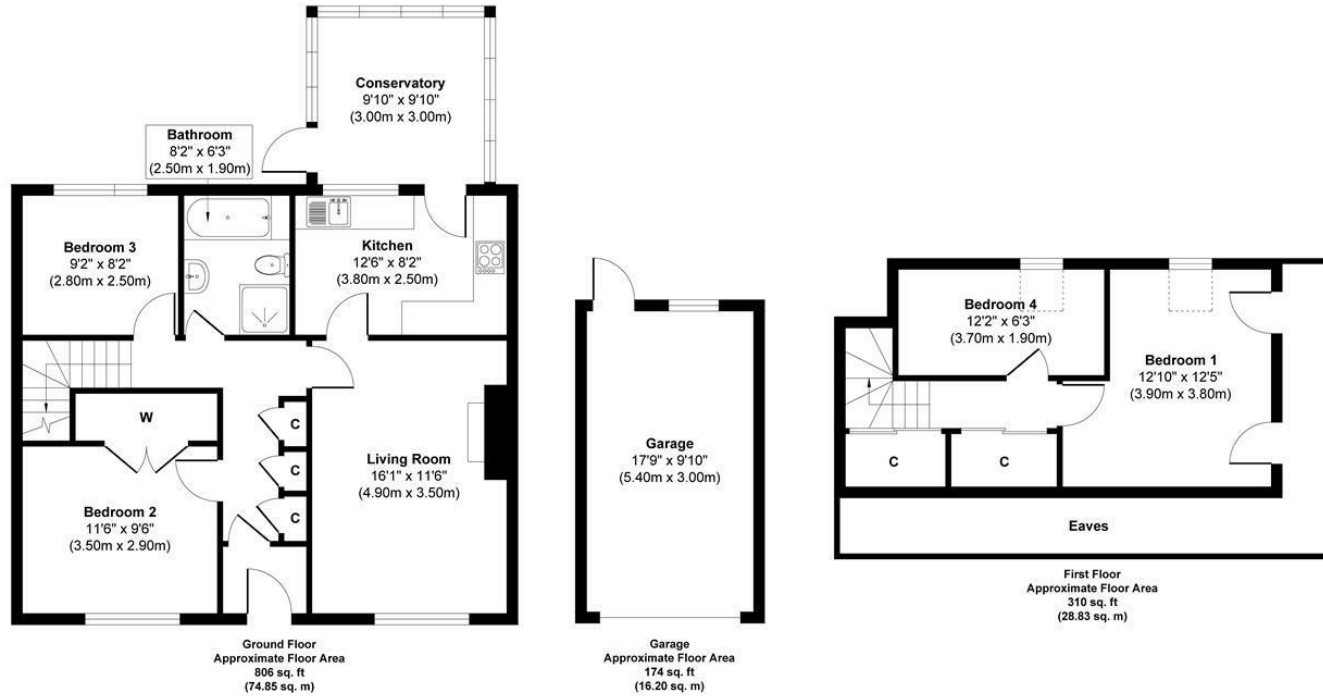 Conservatory
9'10" x 9'10"
(3.00m x 3.00m)
Bathroom
8'2" x 6'3"
(2.50m x 1.90m)
Bedroom 3
9'2" x 8'2"
(2.80m x 2.50m)
Kitchen
12'6" x 8'2"
(3.80m x 2.50m)
W
C
C
C
Living Room
16'1" x 11'6"
(4.90m x 3.50m)
Bedroom 2
11'6" x 9'6"
(3.50m x 2.90m)
Ground Floor
Approximate Floor Area
806 sq. ft
(74.85 sq. m)
Garage
17'9" x 9'10"
(5.40m x 3.00m)
Garage
Approximate Floor Area
174 sq. ft
(16.20 sq. m)
Bedroom 4
12'2" x 6'3"
(3.70m x 1.90m)
Bedroom 1
12'10" x 12'5"
(3.90m x 3.80m)
C
C
Eaves
First Floor
Approximate Floor Area
310 sq. ft
(28.83 sq. m)